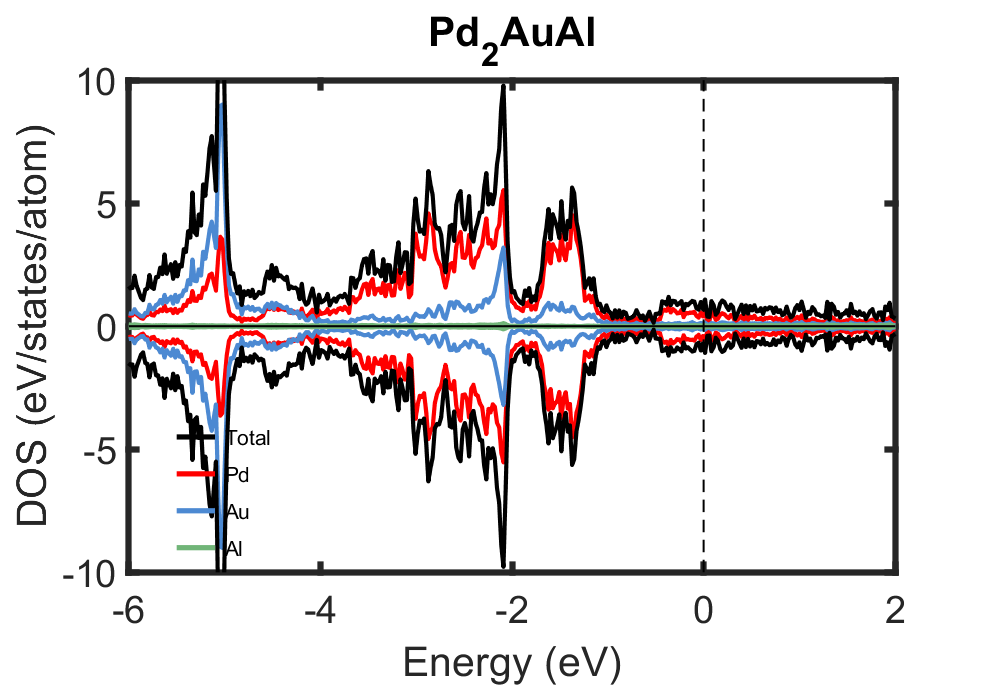 Pd₂AuAl
DOS (eV/states/atom)
10
5
0
-5
-10
Total
Pd
Au
Al
-6 -4 -2 0 2
Energy (eV)